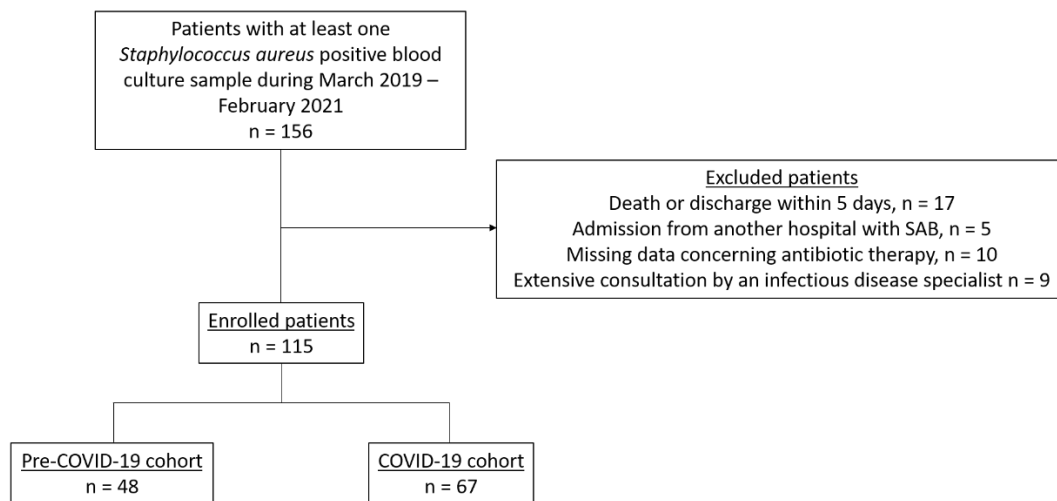 Patients with at least one
Staphylococcus aureus positive blood
culture sample during March 2019 –
February 2021
n = 156
Excluded patients
Death or discharge within 5 days, n = 17
Admission from another hospital with SAB, n = 5
Missing data concerning antibiotic therapy, n = 10
Extensive consultation by an infectious disease specialist n = 9
Enrolled patients
n = 115
Pre-COVID-19 cohort
n = 48
COVID-19 cohort
n = 67